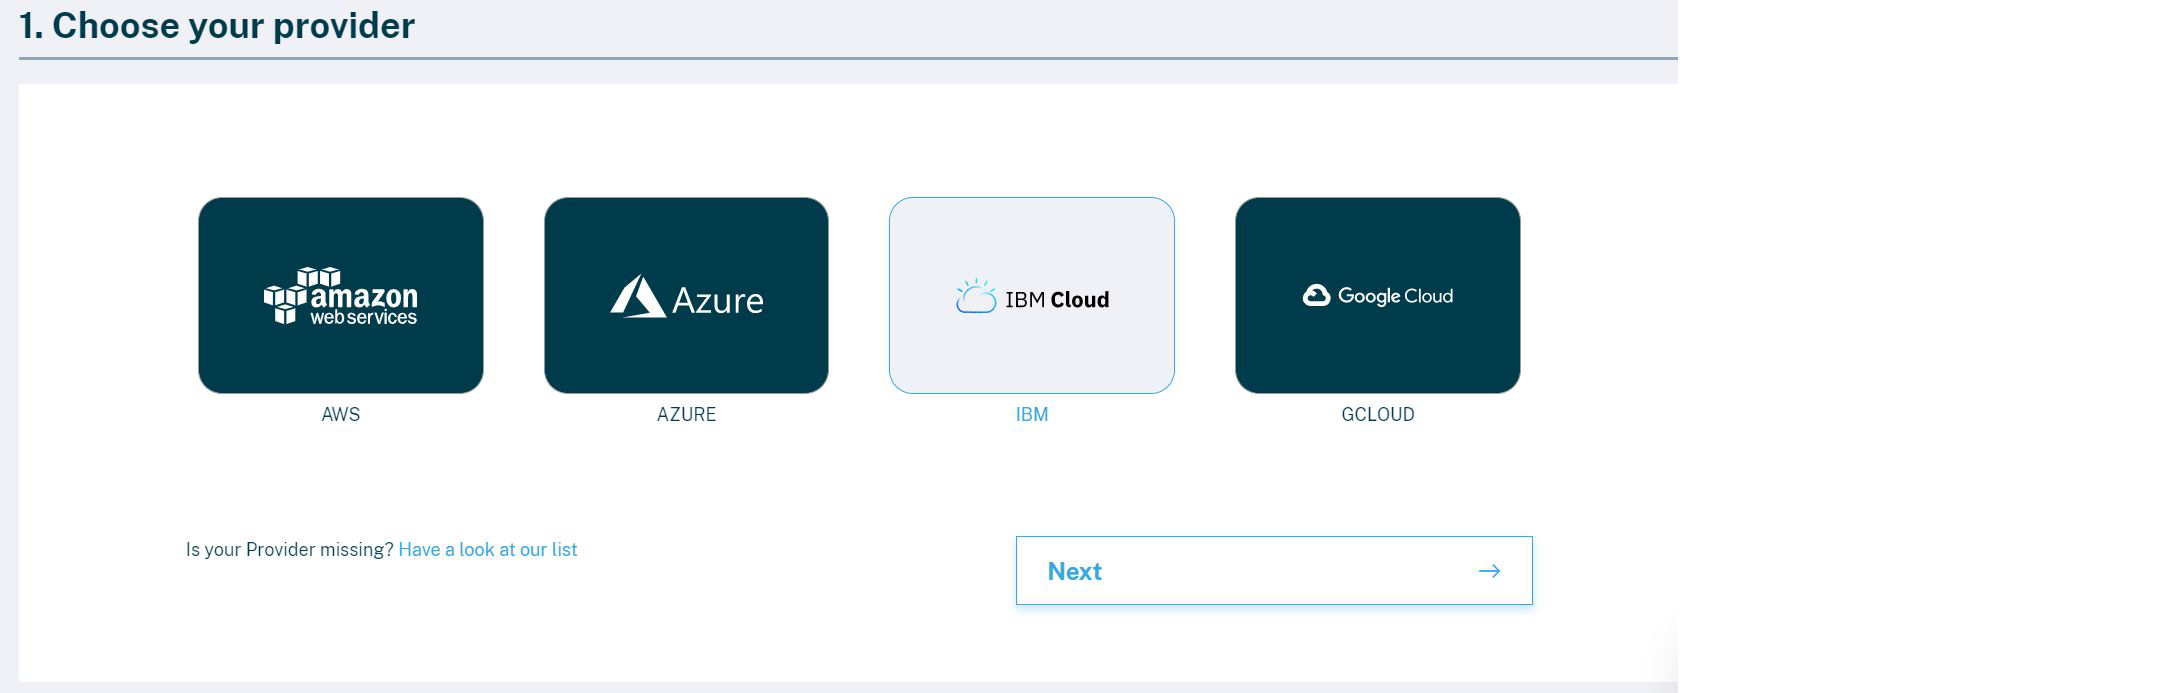 1. Choose your provider
amazon
web services
Azure
IBM Cloud
Google Cloud
AWS
AZURE
IBM
GCLOUD
Is your Provider missing? Have a look at our list
Next